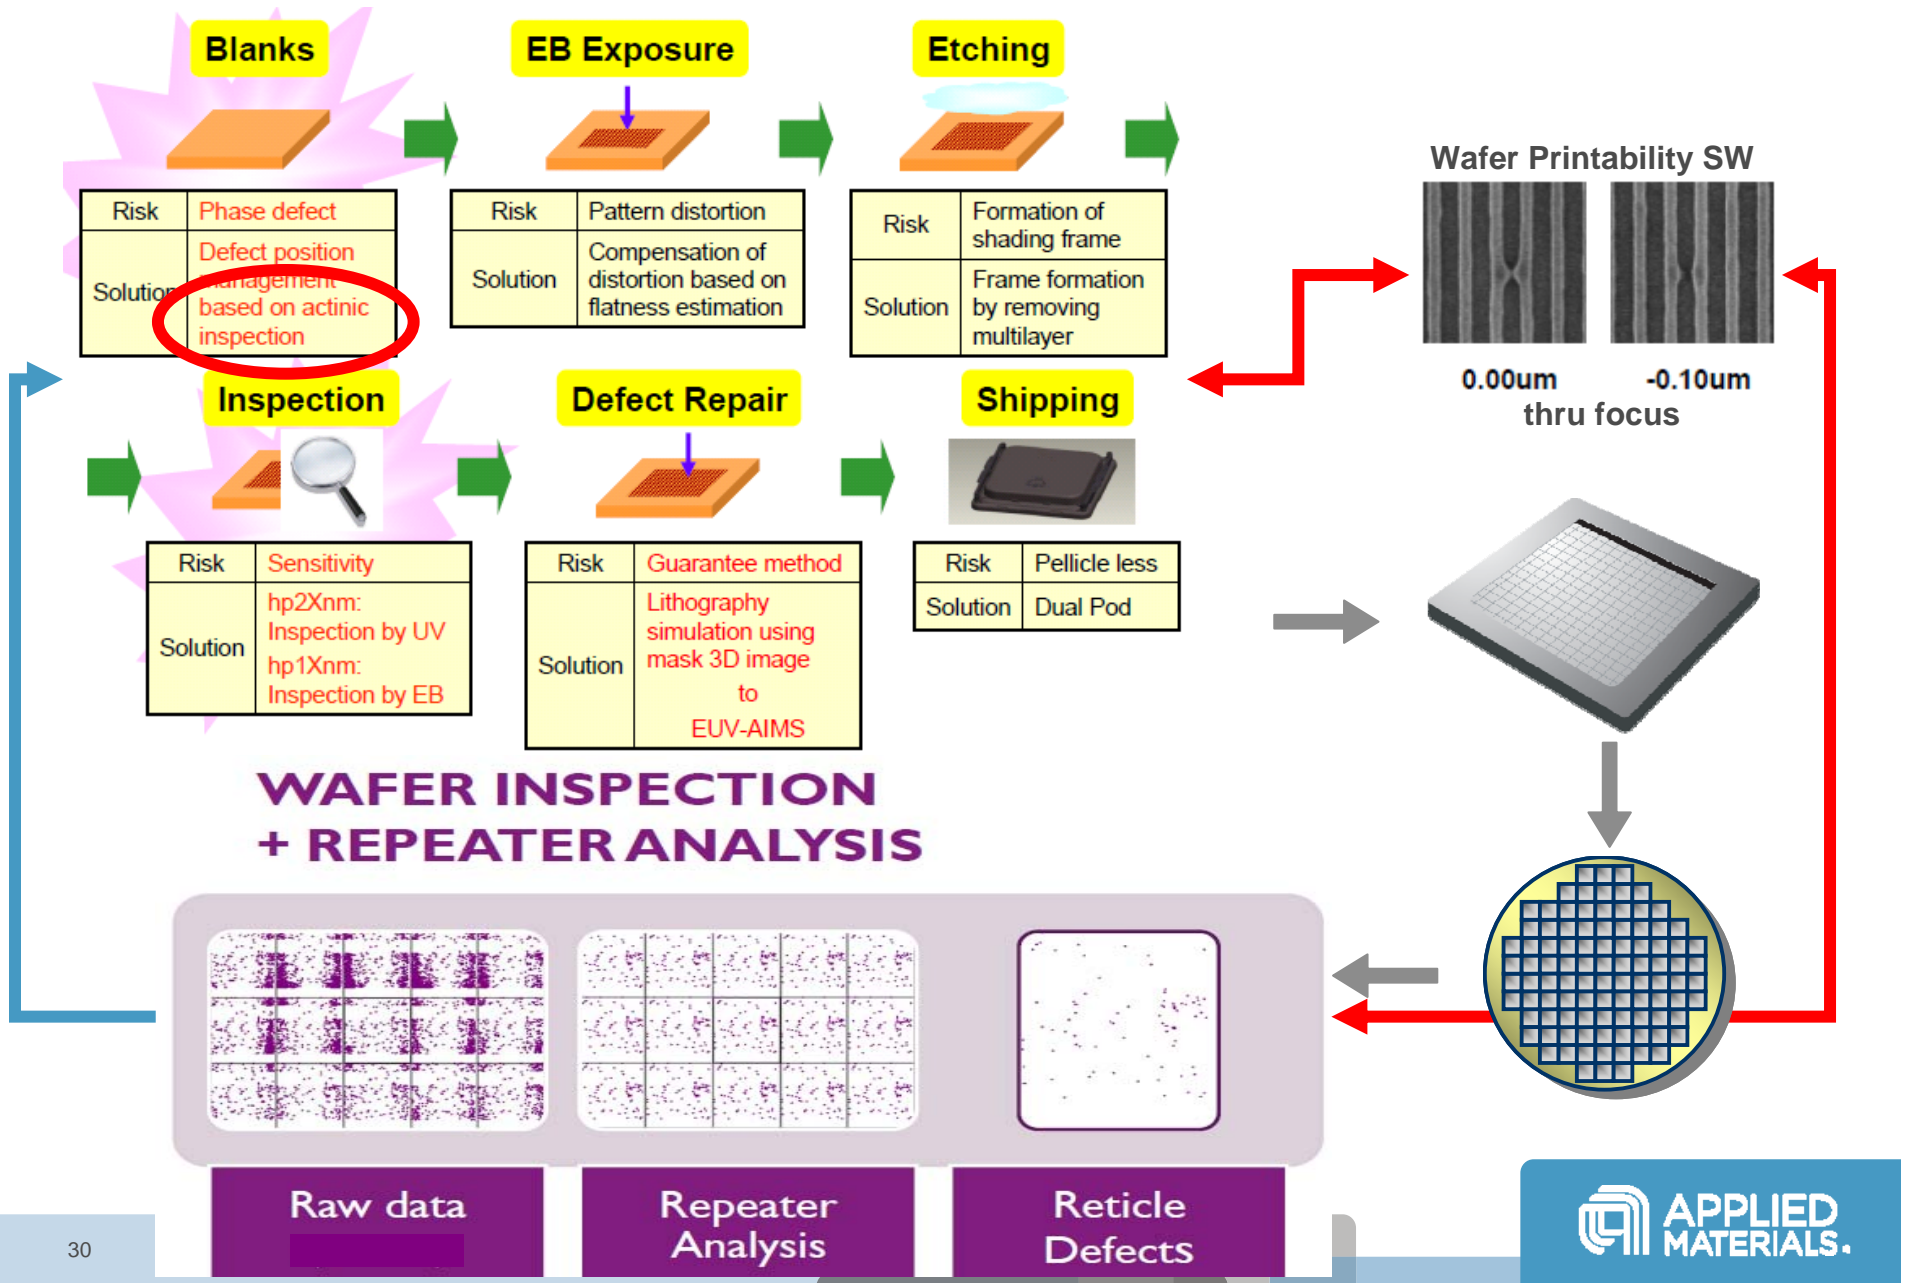 Blanks
EB Exposure
Etching
Risk
Phase defect
Solution
Defect position
management
based on actinic
inspection
Risk
Pattern distortion
Solution
Compensation of
distortion based on
flatness estimation
Risk
Formation of
shading frame
Solution
Frame formation
by removing
multilayer
Wafer Printability SW
0.00um
-0.10um
thru focus
Inspection
Defect Repair
Shipping
Risk
Sensitivity
Solution
hp2Xnm:
Inspection by UV
hp1Xnm:
Inspection by EB
Risk
Guarantee method
Solution
Lithography
simulation using
mask 3D image
to
EUV-AIMS
Risk
Pellicle less
Solution
Dual Pod
WAFER INSPECTION
+ REPEATER ANALYSIS
Raw data
Repeater
Analysis
Reticle
Defects
30
APPLIED
MATERIALS.